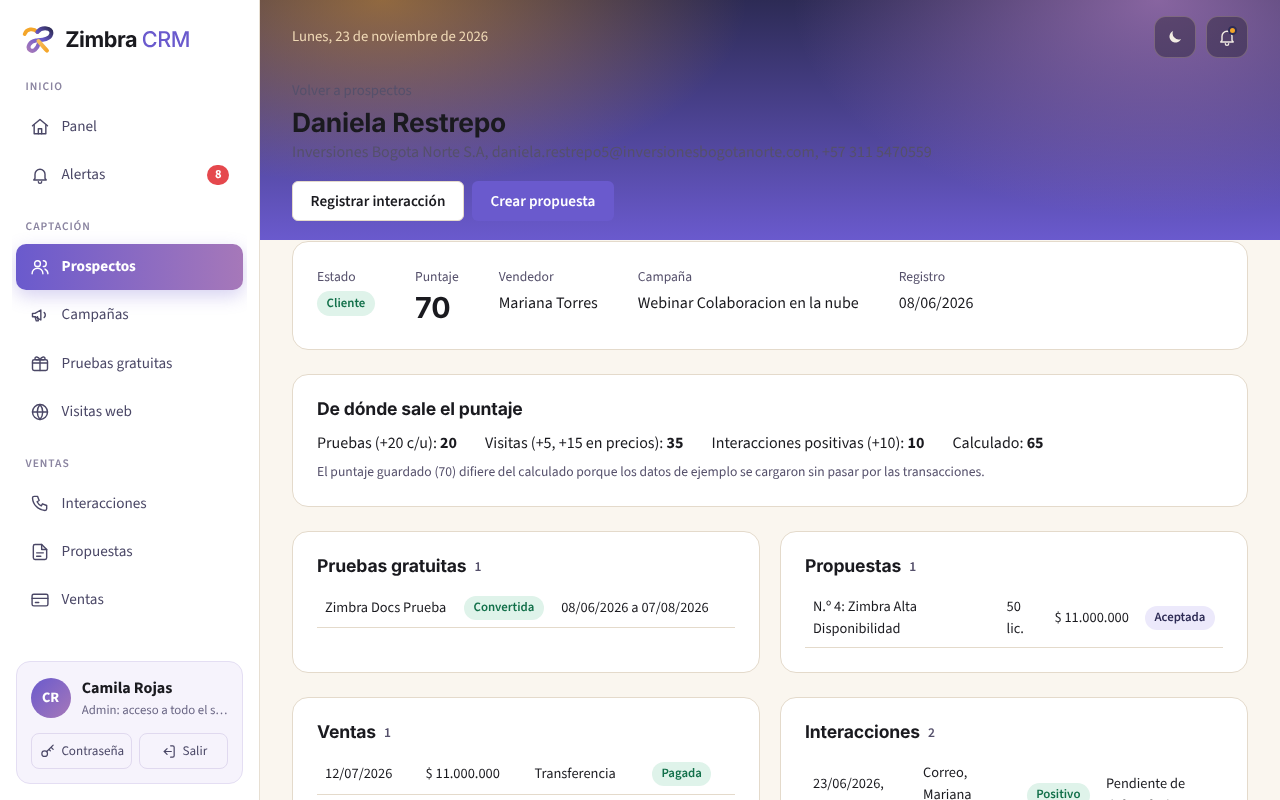 Zimbra CRM
INICIO
Panel
Alertas 8
CAPTACIÓN
Prospectos
Campañas
Pruebas gratuitas
Visitas web
VENTAS
Interacciones
Propuestas
Ventas
CR
Camila Rojas
Admin: acceso a todo el s…
Contraseña Salir
Lunes, 23 de noviembre de 2026
Volver a prospectos
Daniela Restrepo
Inversiones Bogota Norte S.A,
Registrar interacción Crear propuesta
Estado Puntaje Vendedor Campaña Registro
Cliente 70 Mariana Torres Webinar Colaboracion en la nube 08/06/2026
De dónde sale el puntaje
Pruebas (+20 c/u): 20 Visitas (+5, +15 en precios): 35 Interacciones positivas (+10): 10 Calculado: 65
El puntaje guardado (70) difiere del calculado porque los datos de ejemplo se cargaron sin pasar por las transacciones.
Pruebas gratuitas 1
Zimbra Docs Prueba Convertida 08/06/2026 a 07/08/2026
Propuestas 1
N.º 4: Zimbra Alta Disponibilidad 50 lic. $ 11.000.000 Aceptada
Ventas 1
12/07/2026 $ 11.000.000 Transferencia Pagada
Interacciones 2
23/06/2026, Correo, Mariana Positivo Pendiente de